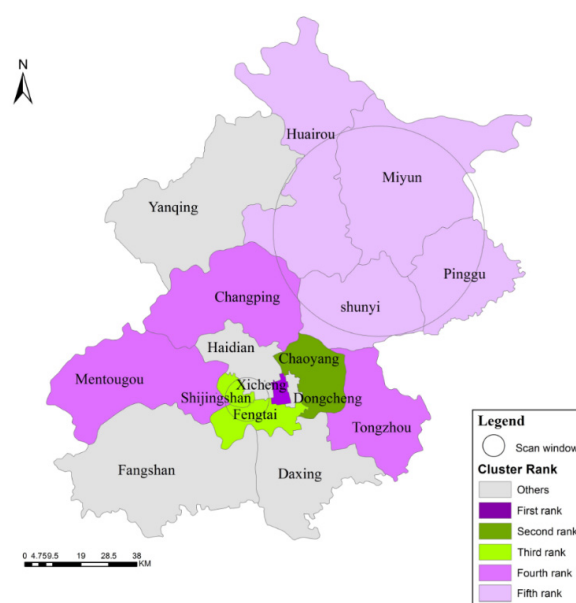 N
Huairou
Miyun
Yanqing
Pinggu
Changping
shunyi
Haidian
Chaoyang
Mentougou
Xicheng
Shijingshan
Dongcheng
Fengtai
Tongzhou
Fangshan
Daxing
Legend
Scan window
Cluster Rank
Others
First rank
Second rank
Third rank
Fourth rank
Fifth rank
0 4.759.5 19 28.5 38
KM